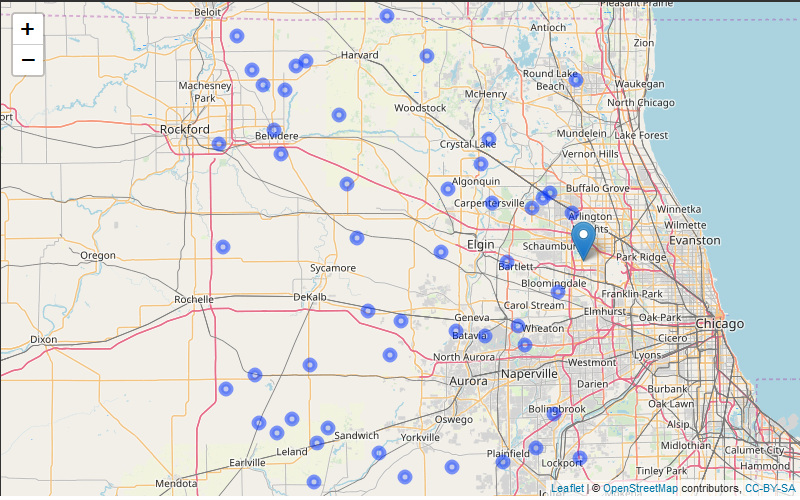 Pleasant Prairie
Beloit
Antioch
+
Zion
Harvard
−
Round Lake
Beach
Machesney
Park
Waukegan
McHenry
North Chicago
Woodstock
Rockford
Belvidere
Mundelein
Lake Forest
Crystal Lake
Vernon Hills
Algonquin
Buffalo Grove
Carpentersville
Winnetka
Arlington
Wilmette
Elgin
Evanston
Schaumbu
Oregon
Park Ridge
Sycamore
Bartlett
Bloomingdale
Franklin Park
Rochelle
DeKalb
Carol Stream
Elmhurst
Geneva
Oak Park
Chicago
Wheaton
Batavia
Dixon
Cicero
North Aurora
Lyons
Westmont
Naperville
Aurora
Darien
Burbank
Oak Lawn
Bolingbrook
Oswego
Alsip
Sandwich
Yorkville
Midlothian
Leland
Plainfield
Calumet City
Earlville
Lockport
Tinley Park
Hammond
Mendota
Leaflet | © OpenStreetMap contributors, CC-BY-SA